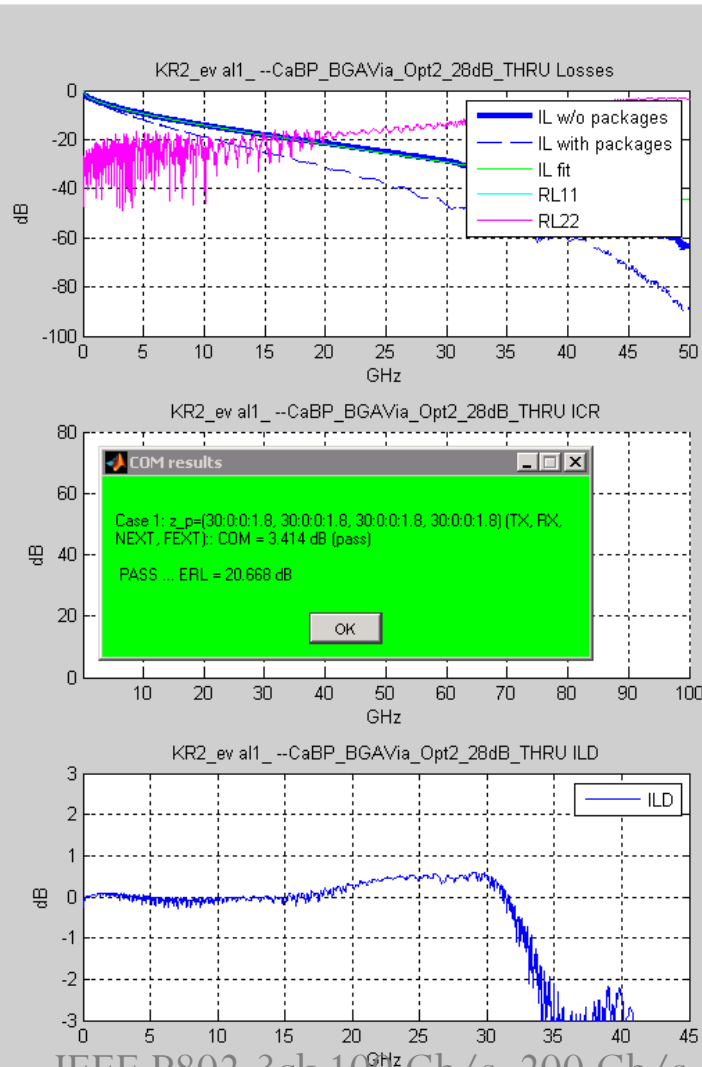 KR2_ev al1_ --CaBP_BGAVia_Opt2_28dB_THRU Losses
0
-20
-40
-60
-80
-100
dB
IL w/o packages
IL with packages
IL fit
RL11
RL22
0 5 10 15 20 25 30 35 40 45 50
GHz
KR2_ev al1_ --CaBP_BGAVia_Opt2_28dB_THRU ICR
80
60
40
20
0
dB
COM results
Case 1: z_p=(30:0:0:1.8, 30:0:0:1.8, 30:0:0:1.8, 30:0:0:1.8) (TX, RX,
NEXT, FEXT):: COM = 3.414 dB (pass)
PASS ... ERL = 20.668 dB
OK
10 20 30 40 50 60 70 80 90 100
GHz
KR2_ev al1_ --CaBP_BGAVia_Opt2_28dB_THRU ILD
3
2
1
0
-1
-2
-3
dB
ILD
0 5 10 15 20 25 30 35 40 45
GHz
Gb/s, 200 Gb/s